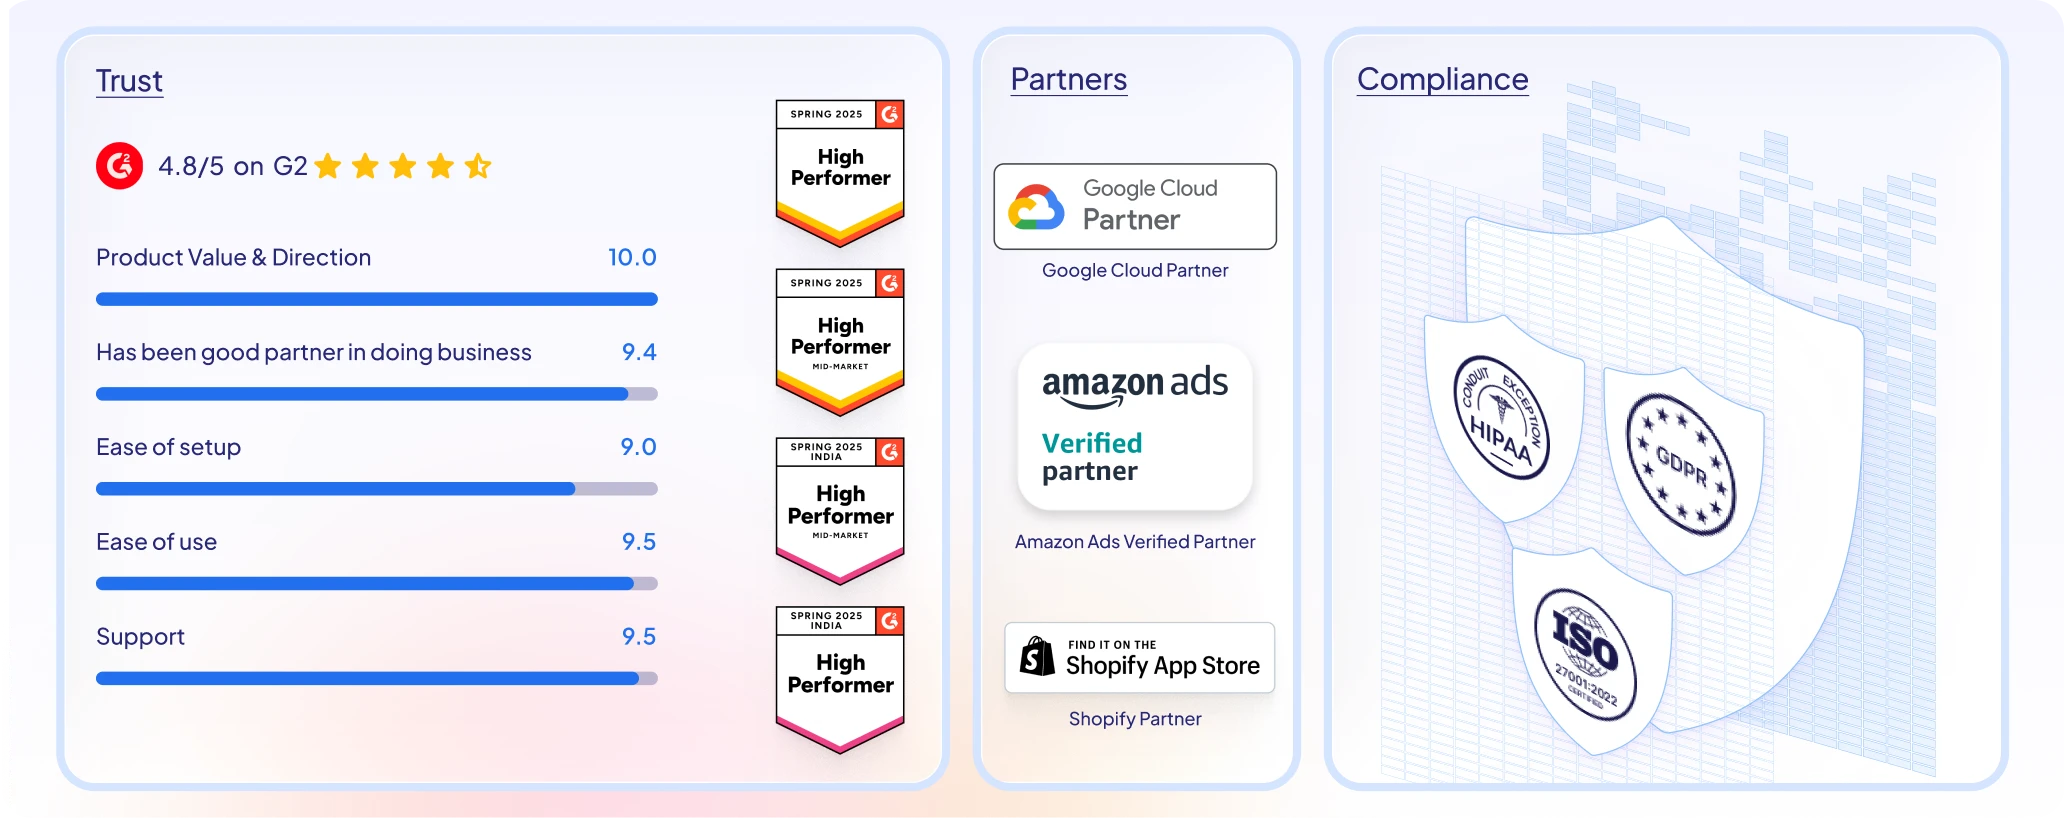 Trust
4.8/5 on G2
Product Value & Direction 10.0
Has been good partner in doing business 9.4
Ease of setup 9.0
Ease of use 9.5
Support 9.5
SPRING 2025
High
Performer
SPRING 2025
High
Performer
MID-MARKET
SPRING 2025
INDIA
High
Performer
MID-MARKET
SPRING 2025
INDIA
High
Performer
Partners
Google Cloud
Partner
Google Cloud Partner
amazon ads
Verified
partner
Amazon Ads Verified Partner
FIND IT ON THE
Shopify App Store
Shopify Partner
Compliance
CONDUIT EXCEPTION
HIPAA
GDPR
ISO
27001:2022
CERTIFIED